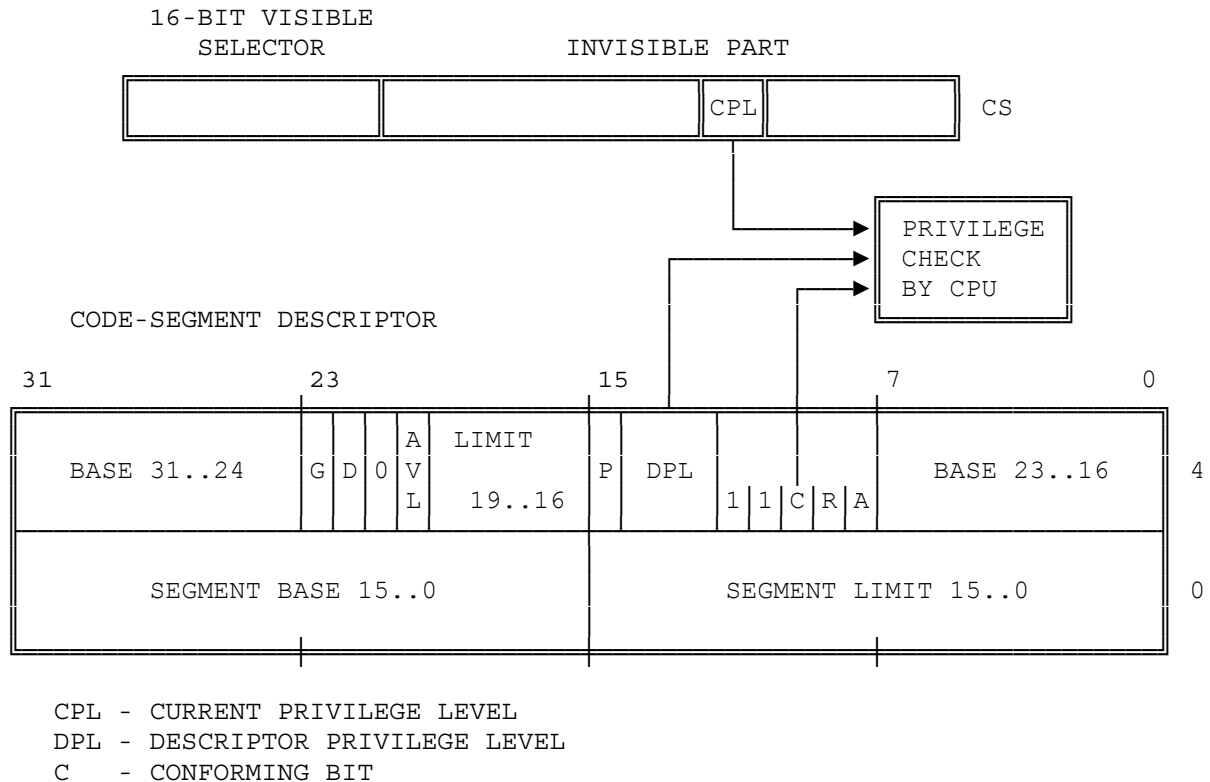 16-BIT VISIBLE
SELECTOR INVISIBLE PART
CPL CS
PRIVILEGE
CHECK
BY CPU
CODE-SEGMENT DESCRIPTOR
31 23 15 7 0
A LIMIT
BASE 31..24 G D 0 V P DPL BASE 23..16 4
L 19..16 1 1 C R A
SEGMENT BASE 15..0 SEGMENT LIMIT 15..0 0
CPL - CURRENT PRIVILEGE LEVEL
DPL - DESCRIPTOR PRIVILEGE LEVEL
C - CONFORMING BIT